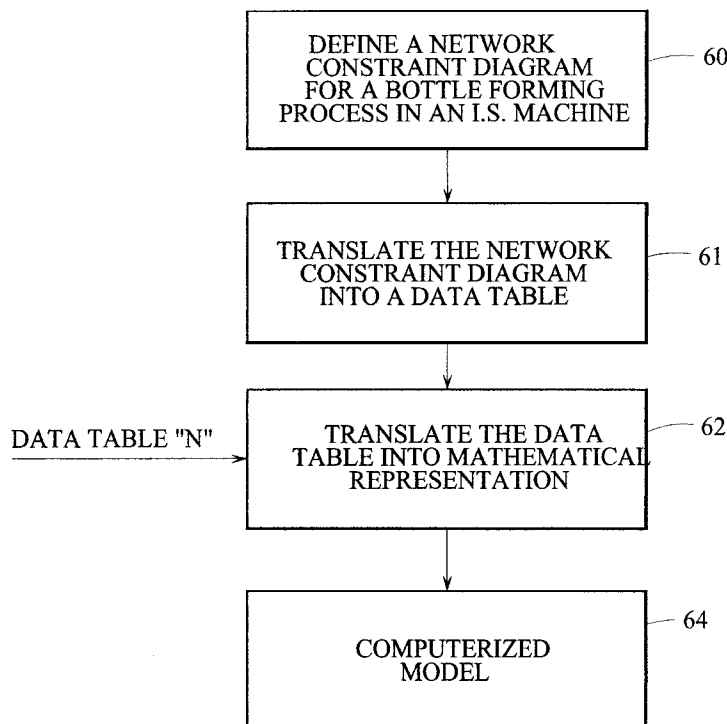 DEFINE A NETWORK
CONSTRAINT DIAGRAM
FOR A BOTTLE FORMING
PROCESS IN AN I.S. MACHINE
60
TRANSLATE THE NETWORK
CONSTRAINT DIAGRAM
INTO A DATA TABLE
61
DATA TABLE "N"
TRANSLATE THE DATA
TABLE INTO MATHEMATICAL
REPRESENTATION
62
COMPUTERIZED
MODEL
64